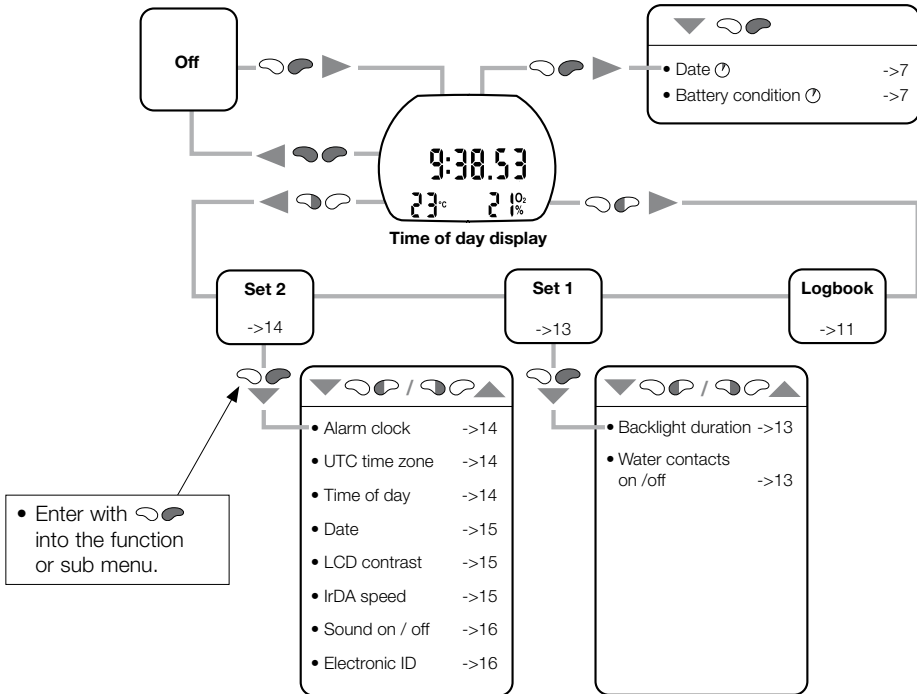 Off
• Date ->7
• Battery condition ->7
9:38.53
23°C 21 O2 %
Time of day display
Set 2
->14
Set 1
->13
Logbook
->11
/
• Alarm clock ->14
• UTC time zone ->14
• Time of day ->14
• Date ->15
• LCD contrast ->15
• IrDA speed ->15
• Sound on / off ->16
• Electronic ID ->16
/
• Backlight duration ->13
• Water contacts
on /off ->13
• Enter with
into the function
or sub menu.